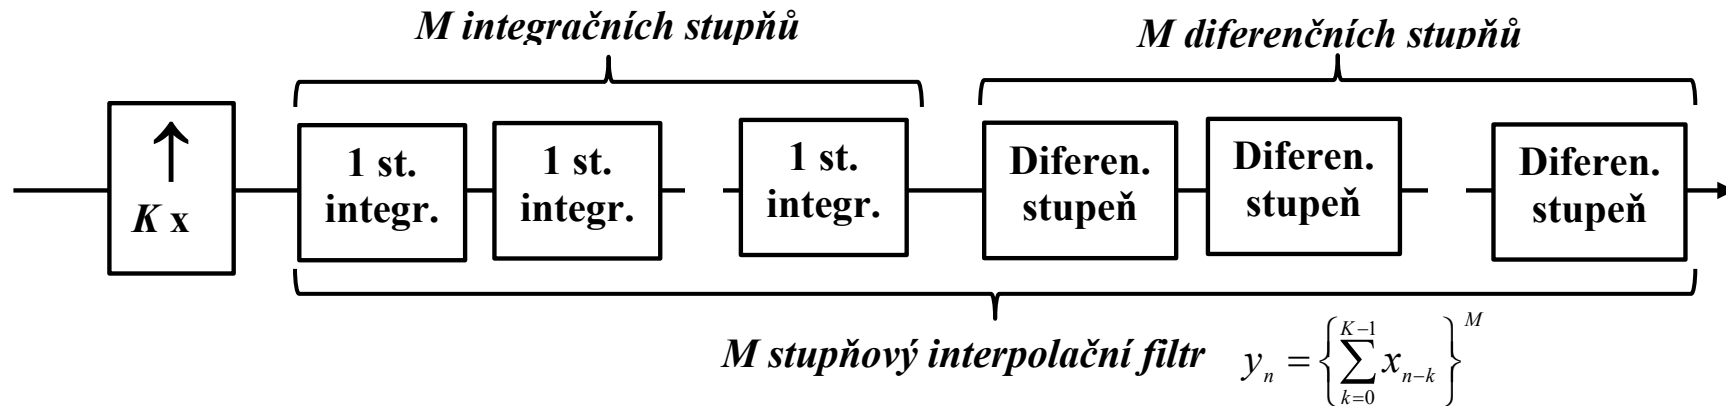 M integračních stupňů
M diferenčních stupňů
↑
K x
1 st.
integr.
1 st.
integr.
1 st.
integr.
Diferen.
stupeň
Diferen.
stupeň
Diferen.
stupeň
M stupňový interpolační filtr y_n = { \sum_{k=0}^{K-1} x_{n-k} }^M